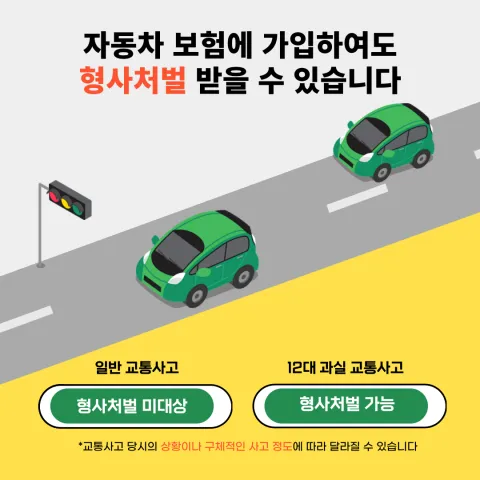 자동차 보험에 가입하여도
형사처벌 받을 수 있습니다
일반 교통사고
12대 과실 교통사고
형사처벌 미대상
형사처벌 가능
*교통사고 당시의 상황이나 구체적인 사고 정도에 따라 달라질 수 있습니다